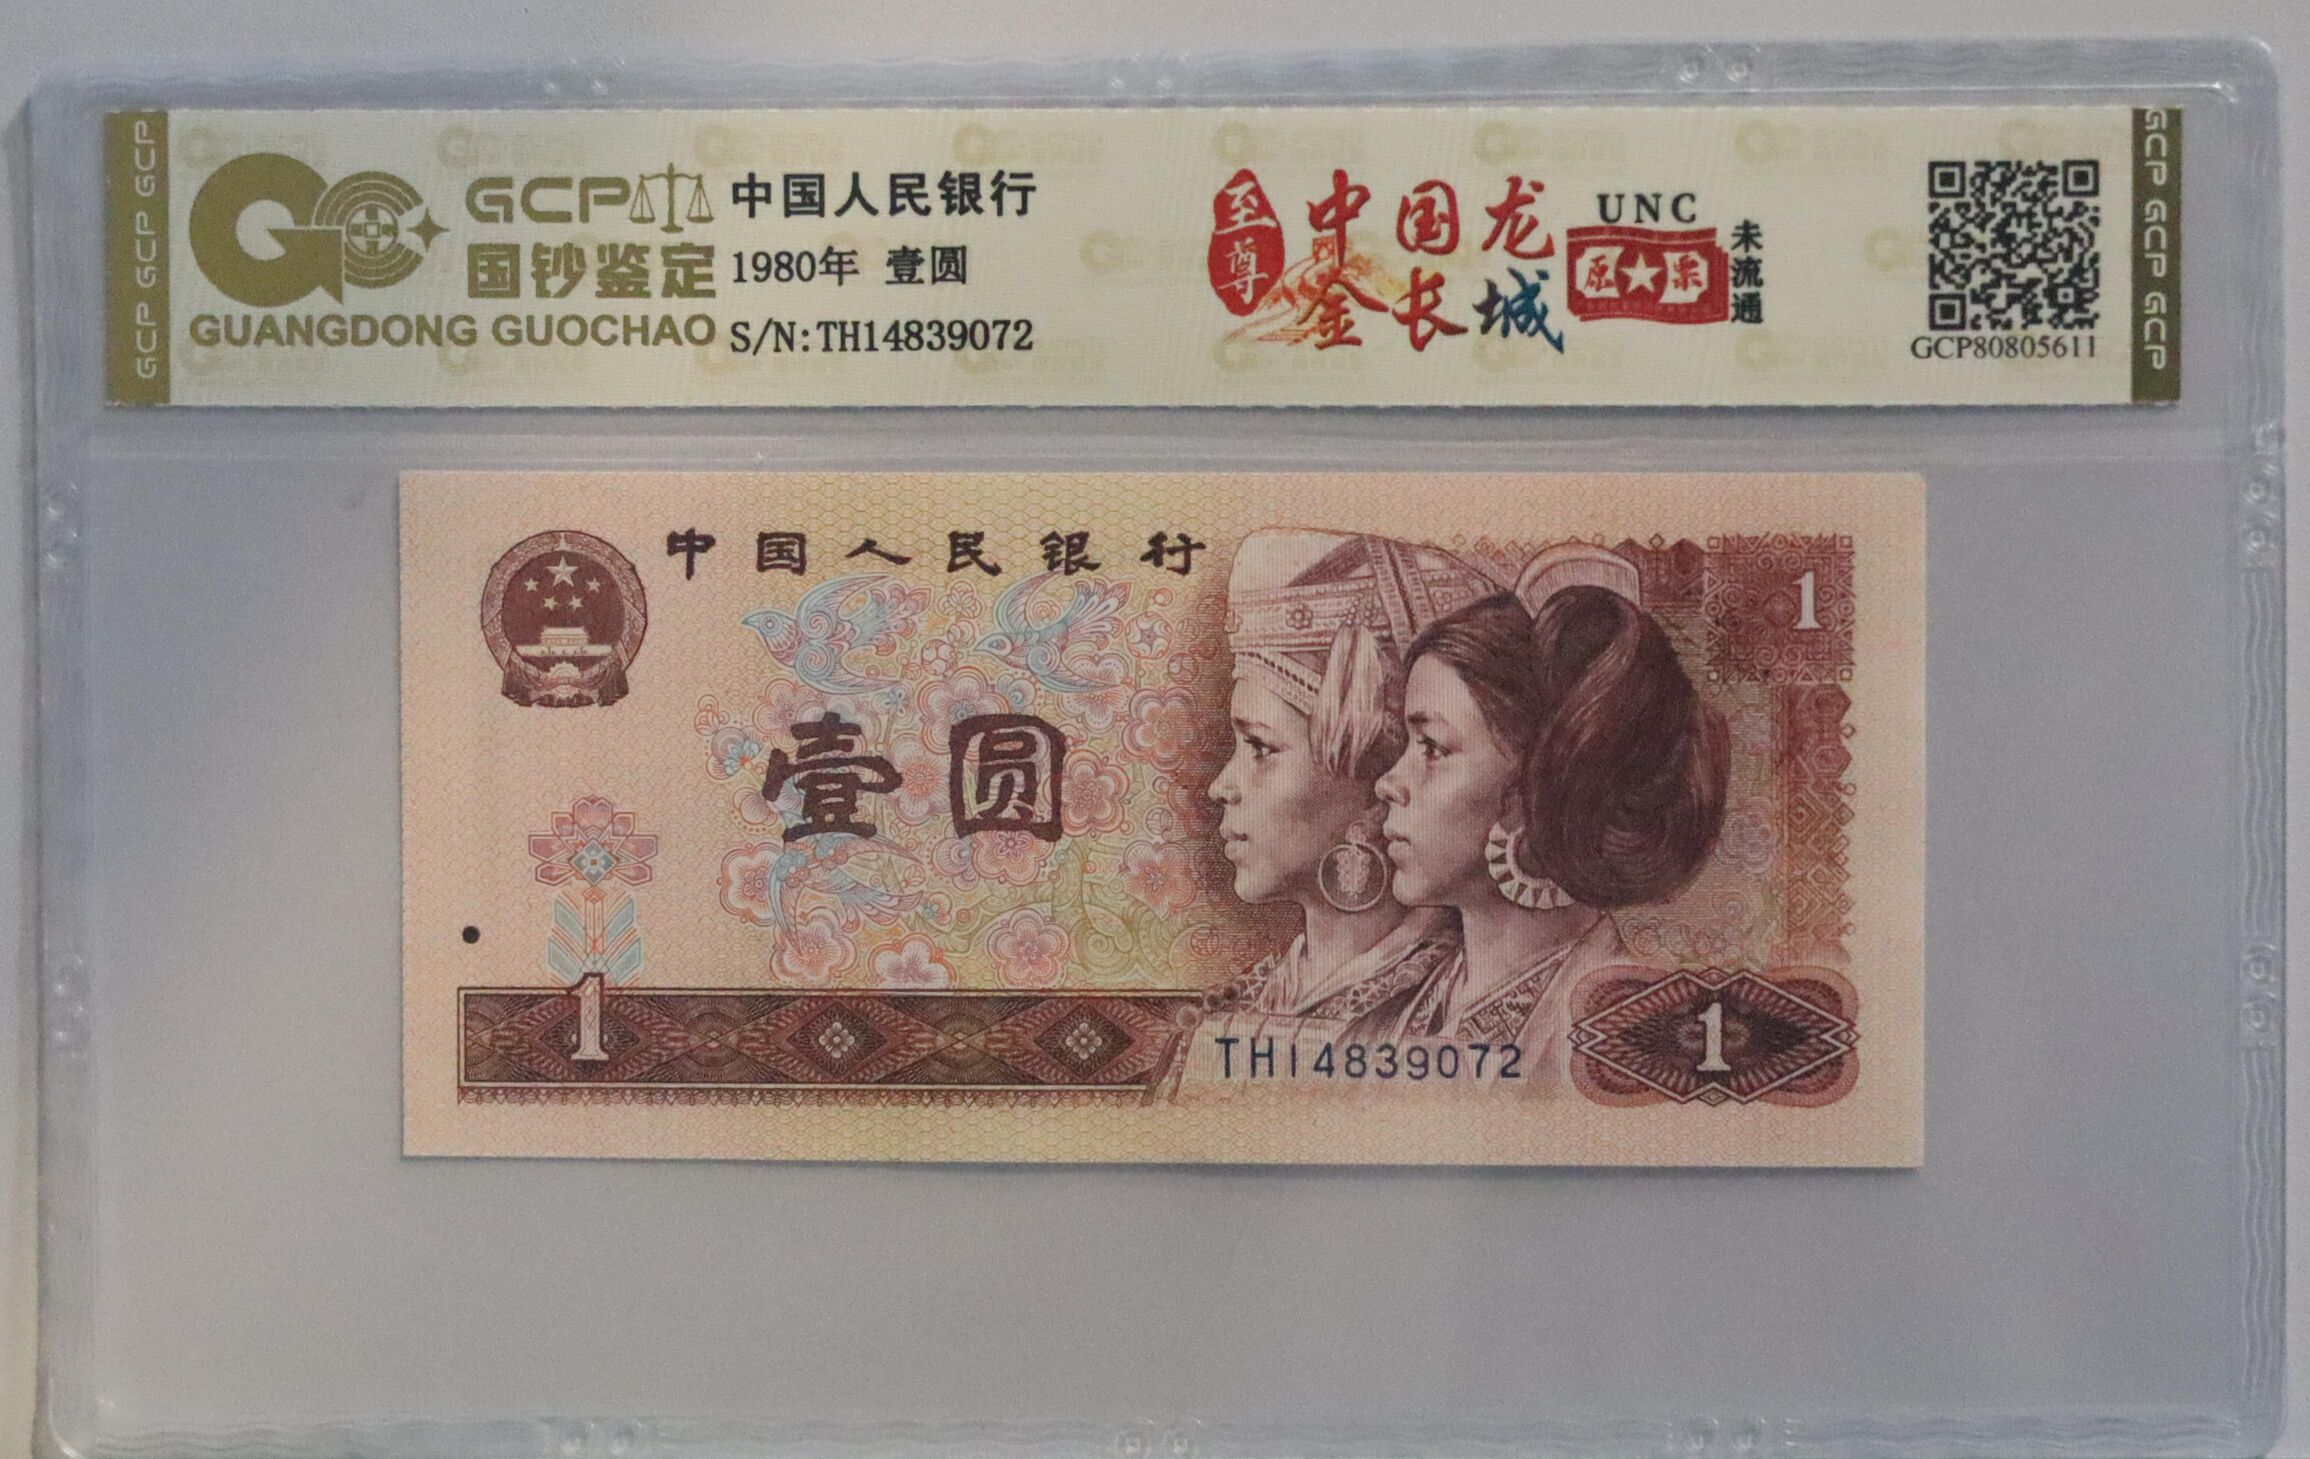 GCP GCP GCP
GCP
国钞鉴定
GUANGDONG GUOCHAO
中国人民银行
1980年 壹圆
S/N:TH14839072
至尊
中国龙
金长城
UNC
原票
未流通
GCP80805611
GCP GCP GCP
中国人民银行
1
壹圆
1
TH14839072
1